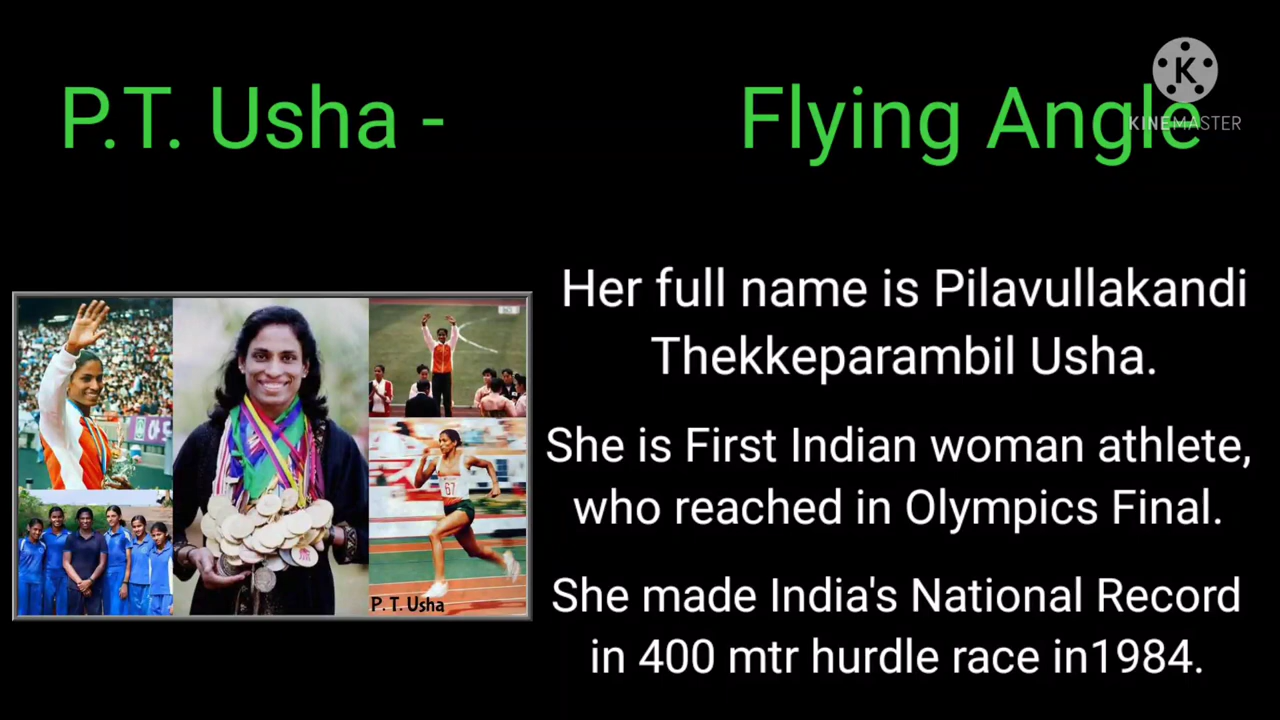 P.T. Usha - Flying Angle
K
KINEMASTER
Her full name is Pilavullakandi
Thekkeparambil Usha.
She is First Indian woman athlete,
who reached in Olympics Final.
She made India's National Record
in 400 mtr hurdle race in1984.
67
P. T. Usha